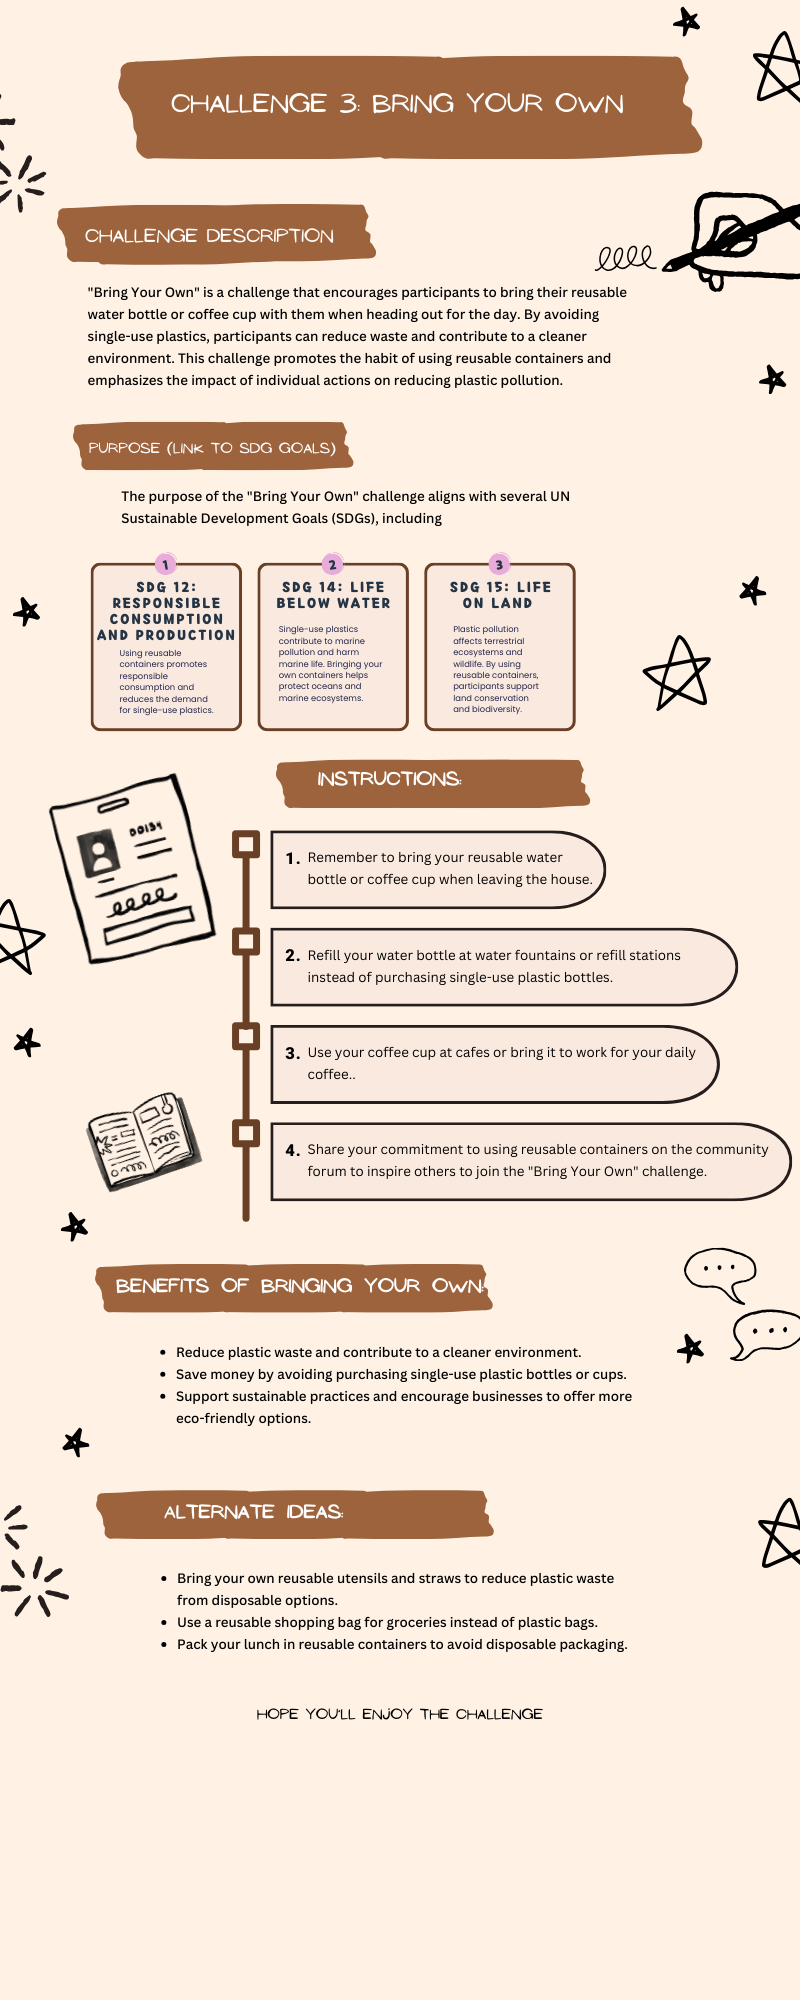 CHALLENGE 3: BRING YOUR OWN
CHALLENGE DESCRIPTION
"Bring Your Own" is a challenge that encourages participants to bring their reusable
water bottle or coffee cup with them when heading out for the day. By avoiding
single-use plastics, participants can reduce waste and contribute to a cleaner
environment. This challenge promotes the habit of using reusable containers and
emphasizes the impact of individual actions on reducing plastic pollution.
PURPOSE (LINK TO SDG GOALS)
The purpose of the "Bring Your Own" challenge aligns with several UN
Sustainable Development Goals (SDGs), including
1
SDG 12:
RESPONSIBLE
CONSUMPTION
AND PRODUCTION
Using reusable
containers promotes
responsible
consumption and
reduces the demand
for single-use plastics.
2
SDG 14: LIFE
BELOW WATER
Single-use plastics
contribute to marine
pollution and harm
marine life. Bringing your
own containers helps
protect oceans and
marine ecosystems.
3
SDG 15: LIFE
ON LAND
Plastic pollution
affects terrestrial
ecosystems and
wildlife. By using
reusable containers,
participants support
land conservation
and biodiversity.
INSTRUCTIONS:
1. Remember to bring your reusable water
bottle or coffee cup when leaving the house.
2. Refill your water bottle at water fountains or refill stations
instead of purchasing single-use plastic bottles.
3. Use your coffee cup at cafes or bring it to work for your daily
coffee..
4. Share your commitment to using reusable containers on the community
forum to inspire others to join the "Bring Your Own" challenge.
BENEFITS OF BRINGING YOUR OWN:
• Reduce plastic waste and contribute to a cleaner environment.
• Save money by avoiding purchasing single-use plastic bottles or cups.
• Support sustainable practices and encourage businesses to offer more
eco-friendly options.
ALTERNATE IDEAS:
• Bring your own reusable utensils and straws to reduce plastic waste
from disposable options.
• Use a reusable shopping bag for groceries instead of plastic bags.
• Pack your lunch in reusable containers to avoid disposable packaging.
HOPE YOU'LL ENJOY THE CHALLENGE